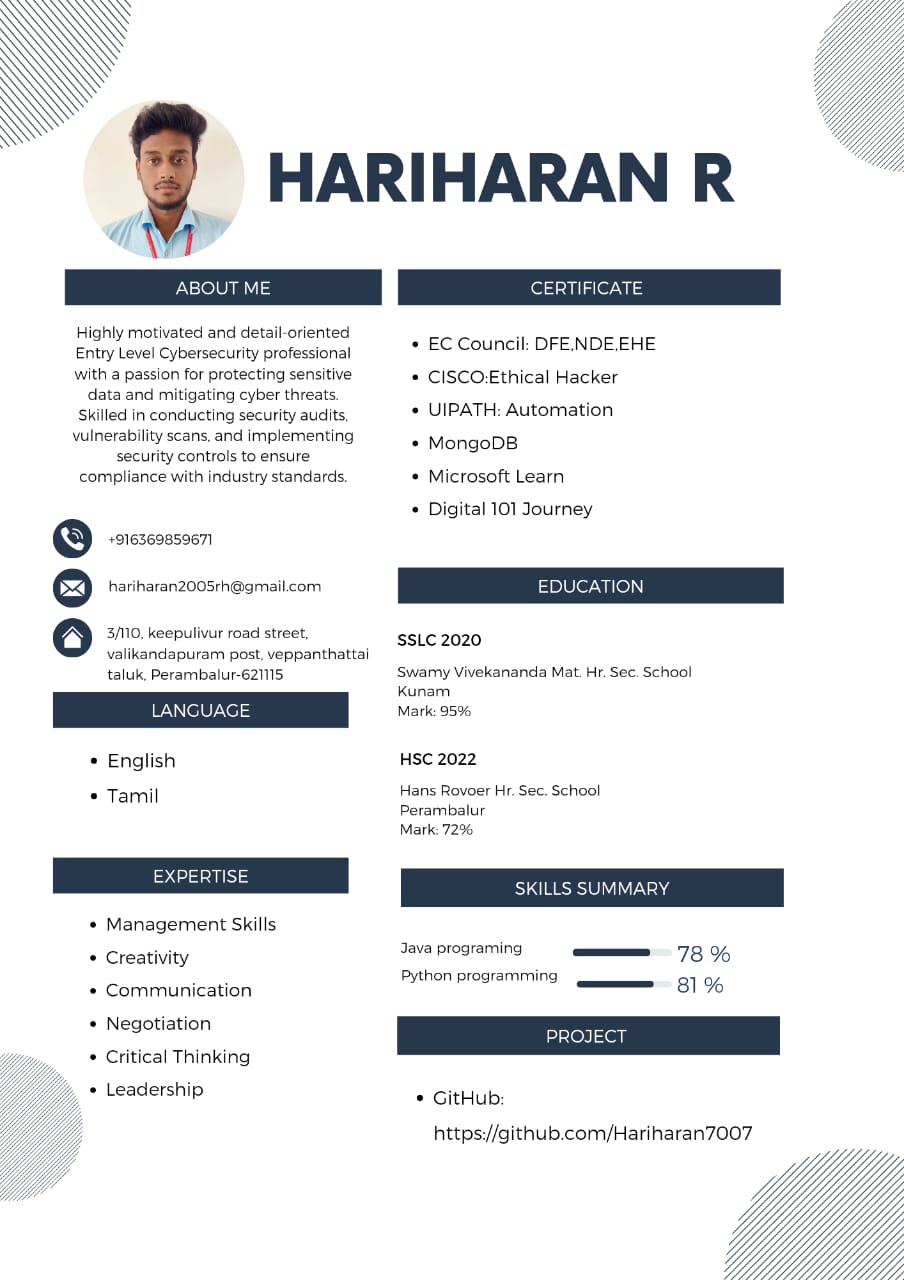 HARIHARAN R
ABOUT ME
Highly motivated and detail-oriented
Entry Level Cybersecurity professional
with a passion for protecting sensitive
data and mitigating cyber threats.
Skilled in conducting security audits,
vulnerability scans, and implementing
security controls to ensure
compliance with industry standards.
+916369859671
hariharan2005rh@gmail.com
3/110, keepulivur road street,
valikandapuram post, veppanthattai
taluk, Perambalur-621115
LANGUAGE
• English
• Tamil
EXPERTISE
• Management Skills
• Creativity
• Communication
• Negotiation
• Critical Thinking
• Leadership
CERTIFICATE
• EC Council: DFE,NDE,EHE
• CISCO:Ethical Hacker
• UIPATH: Automation
• MongoDB
• Microsoft Learn
• Digital 101 Journey
EDUCATION
SSLC 2020
Swamy Vivekananda Mat. Hr. Sec. School
Kunam
Mark: 95%
HSC 2022
Hans Rovoer Hr. Sec. School
Perambalur
Mark: 72%
SKILLS SUMMARY
Java programing 78 %
Python programming 81 %
PROJECT
• GitHub:
https://github.com/Hariharan7007